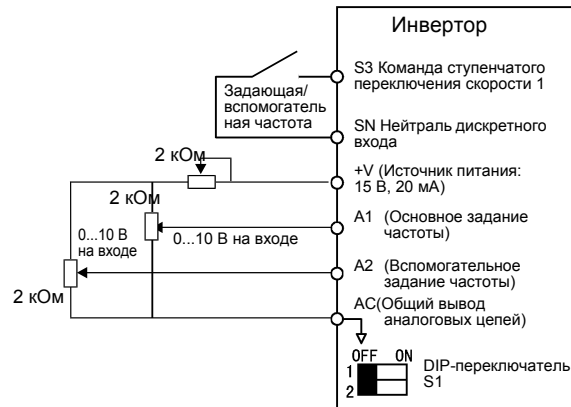 Инвертор
S3 Команда ступенчатого
переключения скорости 1
Задающая/
вспомогатель
ная частота
SN Нейтраль дискретного
входа
2 кОм
+V (Источник питания:
15 В, 20 мА)
2 кОм
A1 (Основное задание
частоты)
0...10 В
на входе
0...10 В на входе
A2 (Вспомогательное
задание частоты)
2 кОм
AC(Общий вывод
аналоговых цепей)
OFF ON
1
2
DIP-переключатель
S1